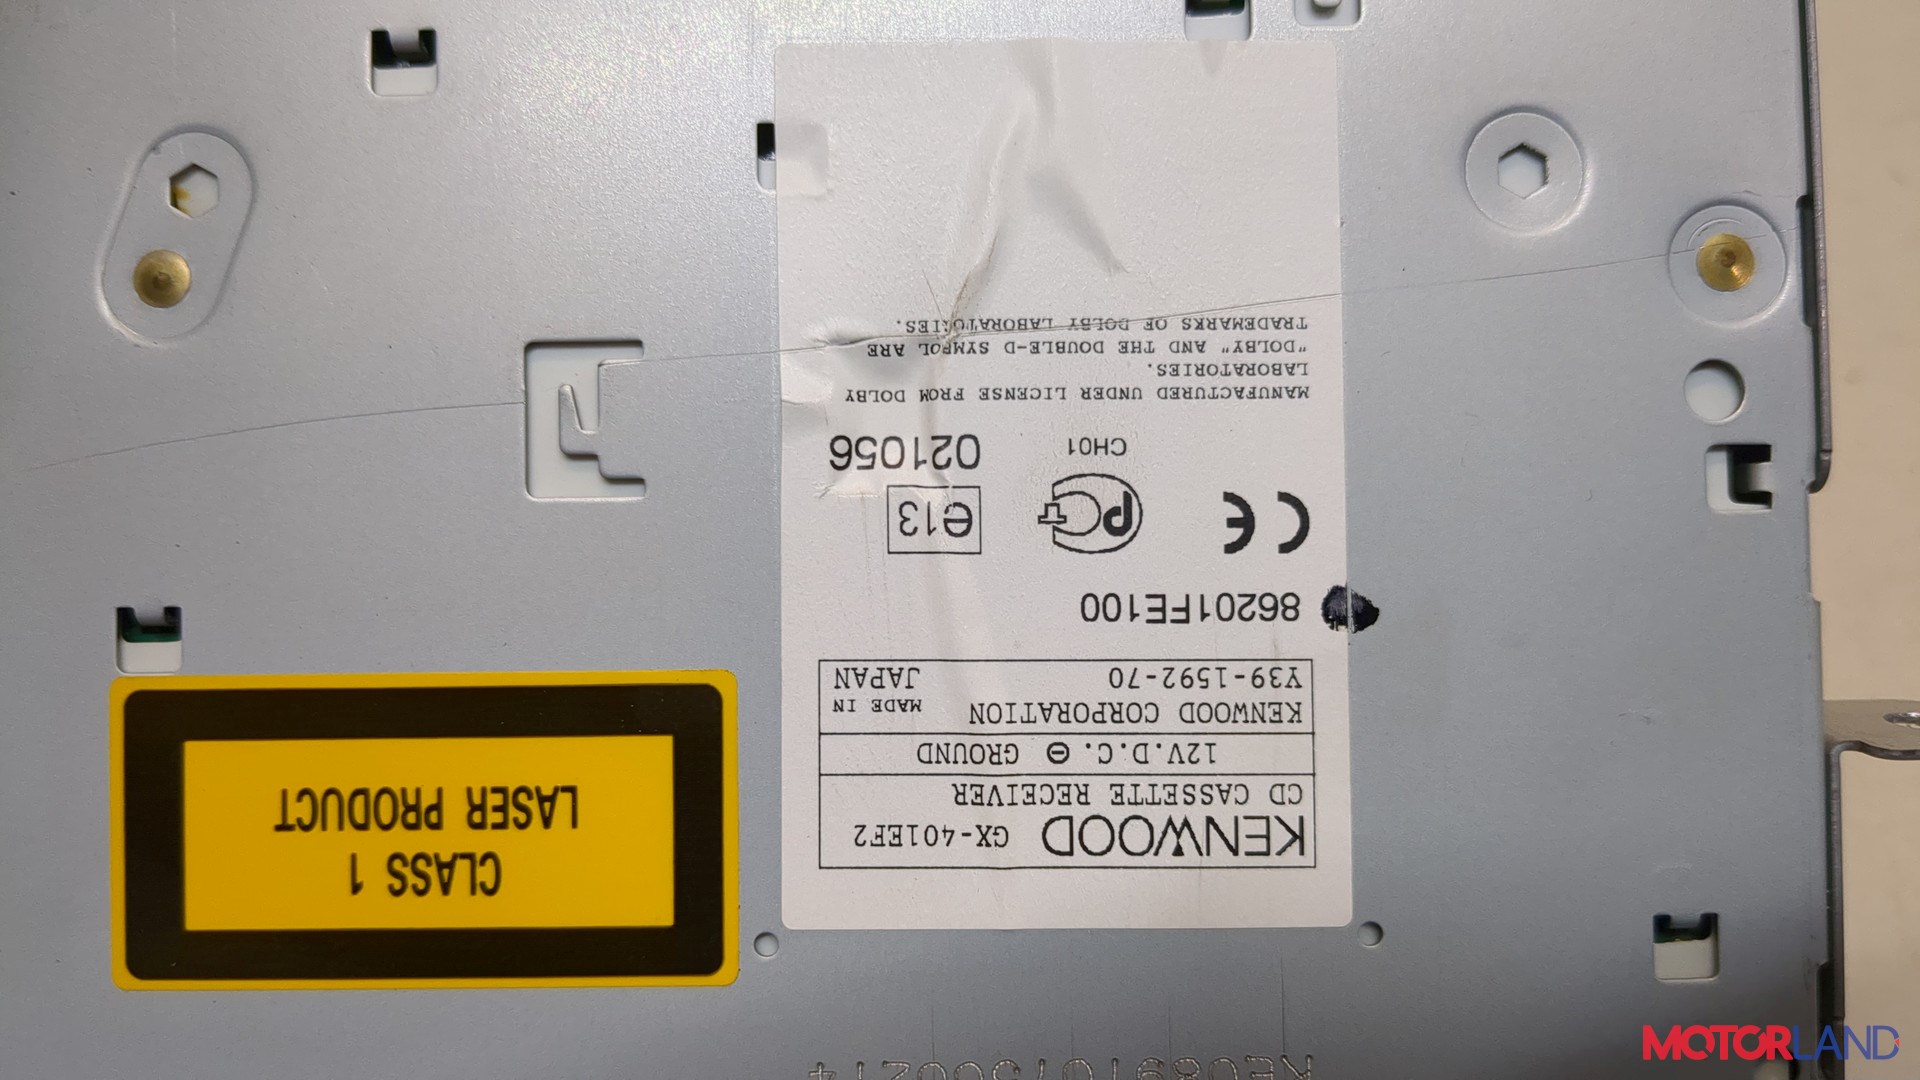 KENWOOD GX-401EF2
CD CASSETTE RECEIVER
12V.D.C. ⊖ GROUND
KENWOOD CORPORATION
Y39-1592-70
MADE IN
JAPAN
86201FE100
CE
PCT
e13
CH01
021056
MANUFACTURED UNDER LICENSE FROM DOLBY
LABORATORIES.
"DOLBY" AND THE DOUBLE-D SYMBOL ARE
TRADEMARKS OF DOLBY LABORATORIES.
CLASS 1
LASER PRODUCT
MOTORLAND